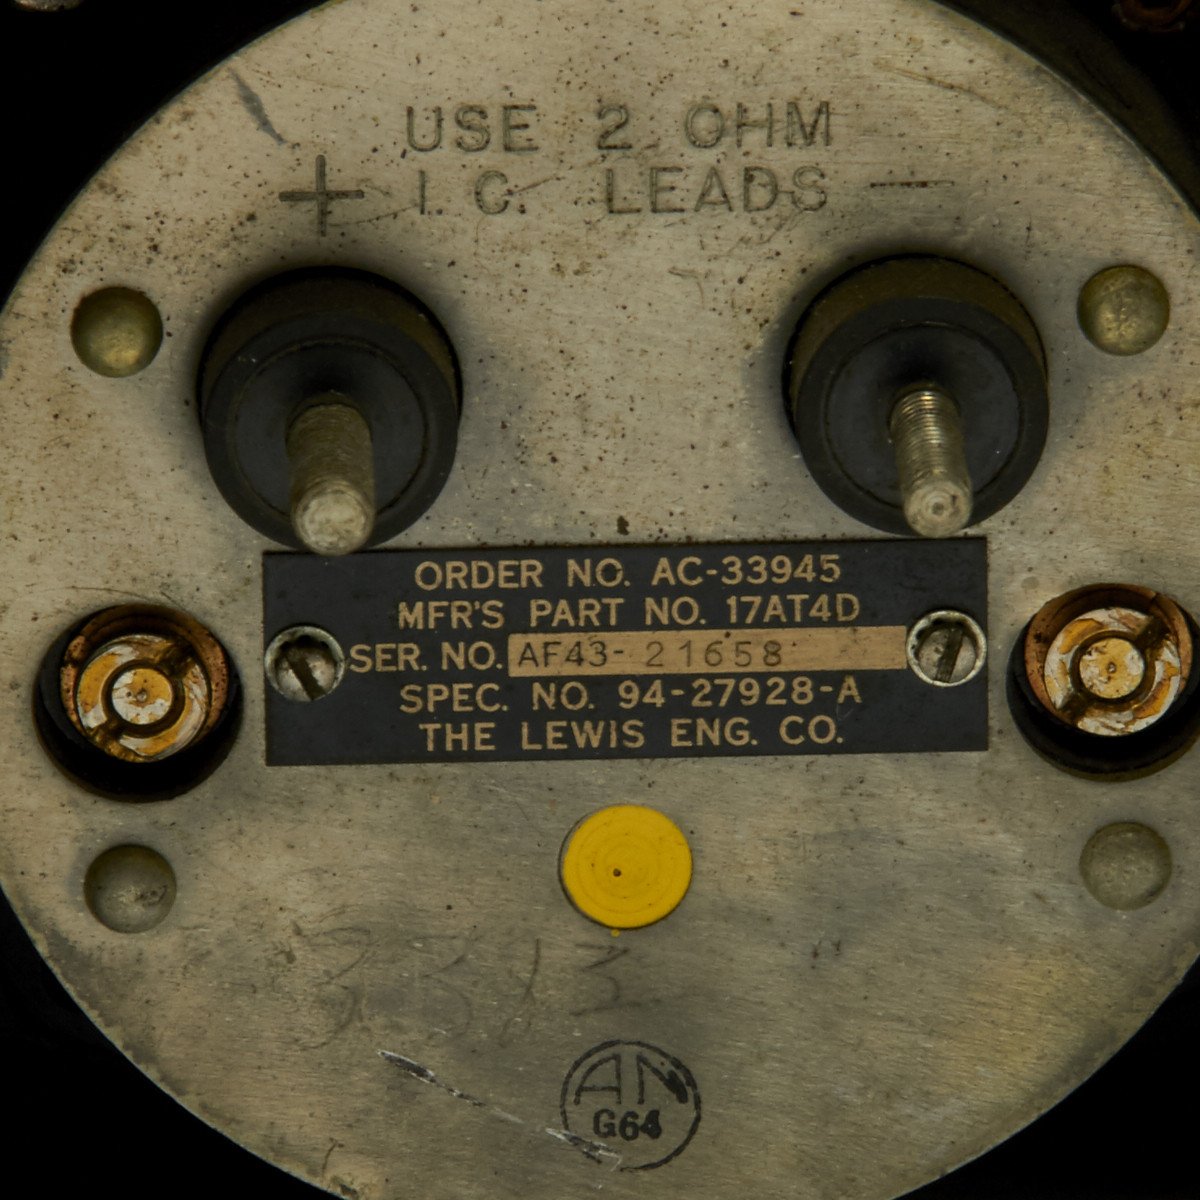 USE 2 OHM
+ I. C. LEADS —
ORDER NO. AC-33945
MFR'S PART NO. 17AT4D
SER. NO. AF43- 21658
SPEC. NO. 94-27928-A
THE LEWIS ENG. CO.
AN
G64